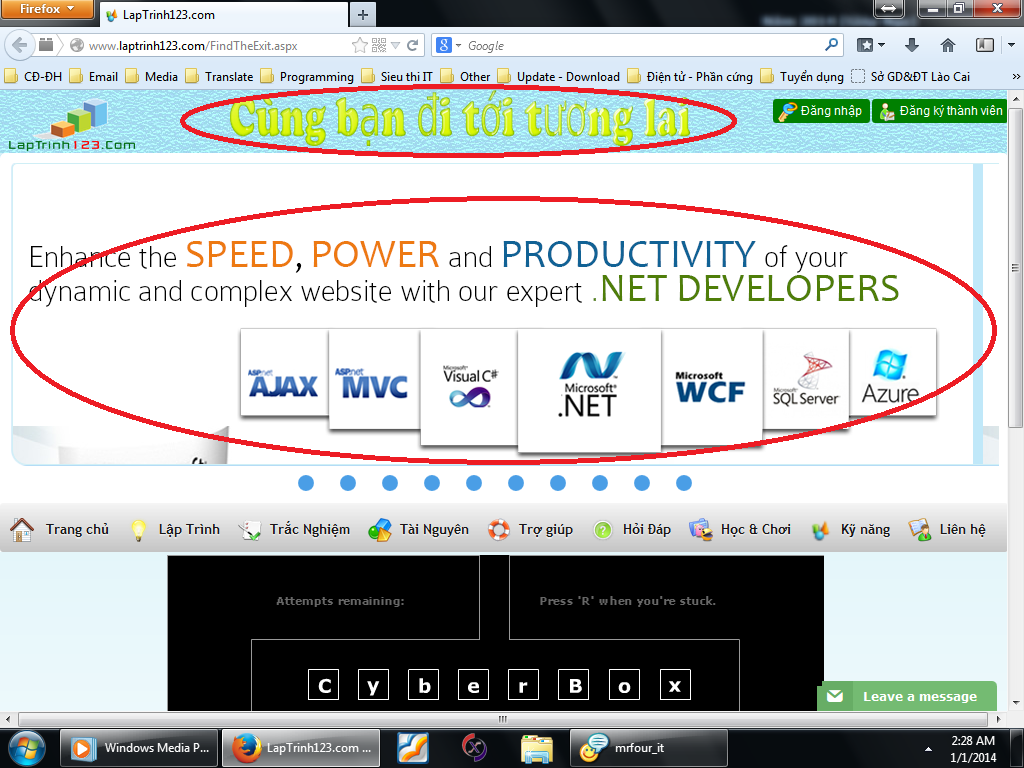 Firefox
LapTrinh123.com
www.laptrinh123.com/FindTheExit.aspx
Google
CĐ-ĐH Email Media Translate Programming Sieu thi IT Other Update - Download Điện tử - Phần cứng Tuyển dụng Sở GD&ĐT Lào Cai
LapTrinh123.Com
Cùng bạn đi tới tương lai
Đăng nhập Đăng ký thành viên
Enhance the SPEED, POWER and PRODUCTIVITY of your
dynamic and complex website with our expert .NET DEVELOPERS
ASP.net
AJAX
ASP.net
MVC
Microsoft®
Visual C#
Microsoft®
.NET
Microsoft
WCF
Microsoft®
SQL Server
Azure
Trang chủ Lập Trình Trắc Nghiệm Tài Nguyên Trợ giúp Hỏi Đáp Học & Chơi Kỹ năng Liên hệ
Attempts remaining: Press 'R' when you're stuck.
C y b e r B o x
Leave a message
Windows Media P... LapTrinh123.com ... mrfour_it
2:28 AM
1/1/2014